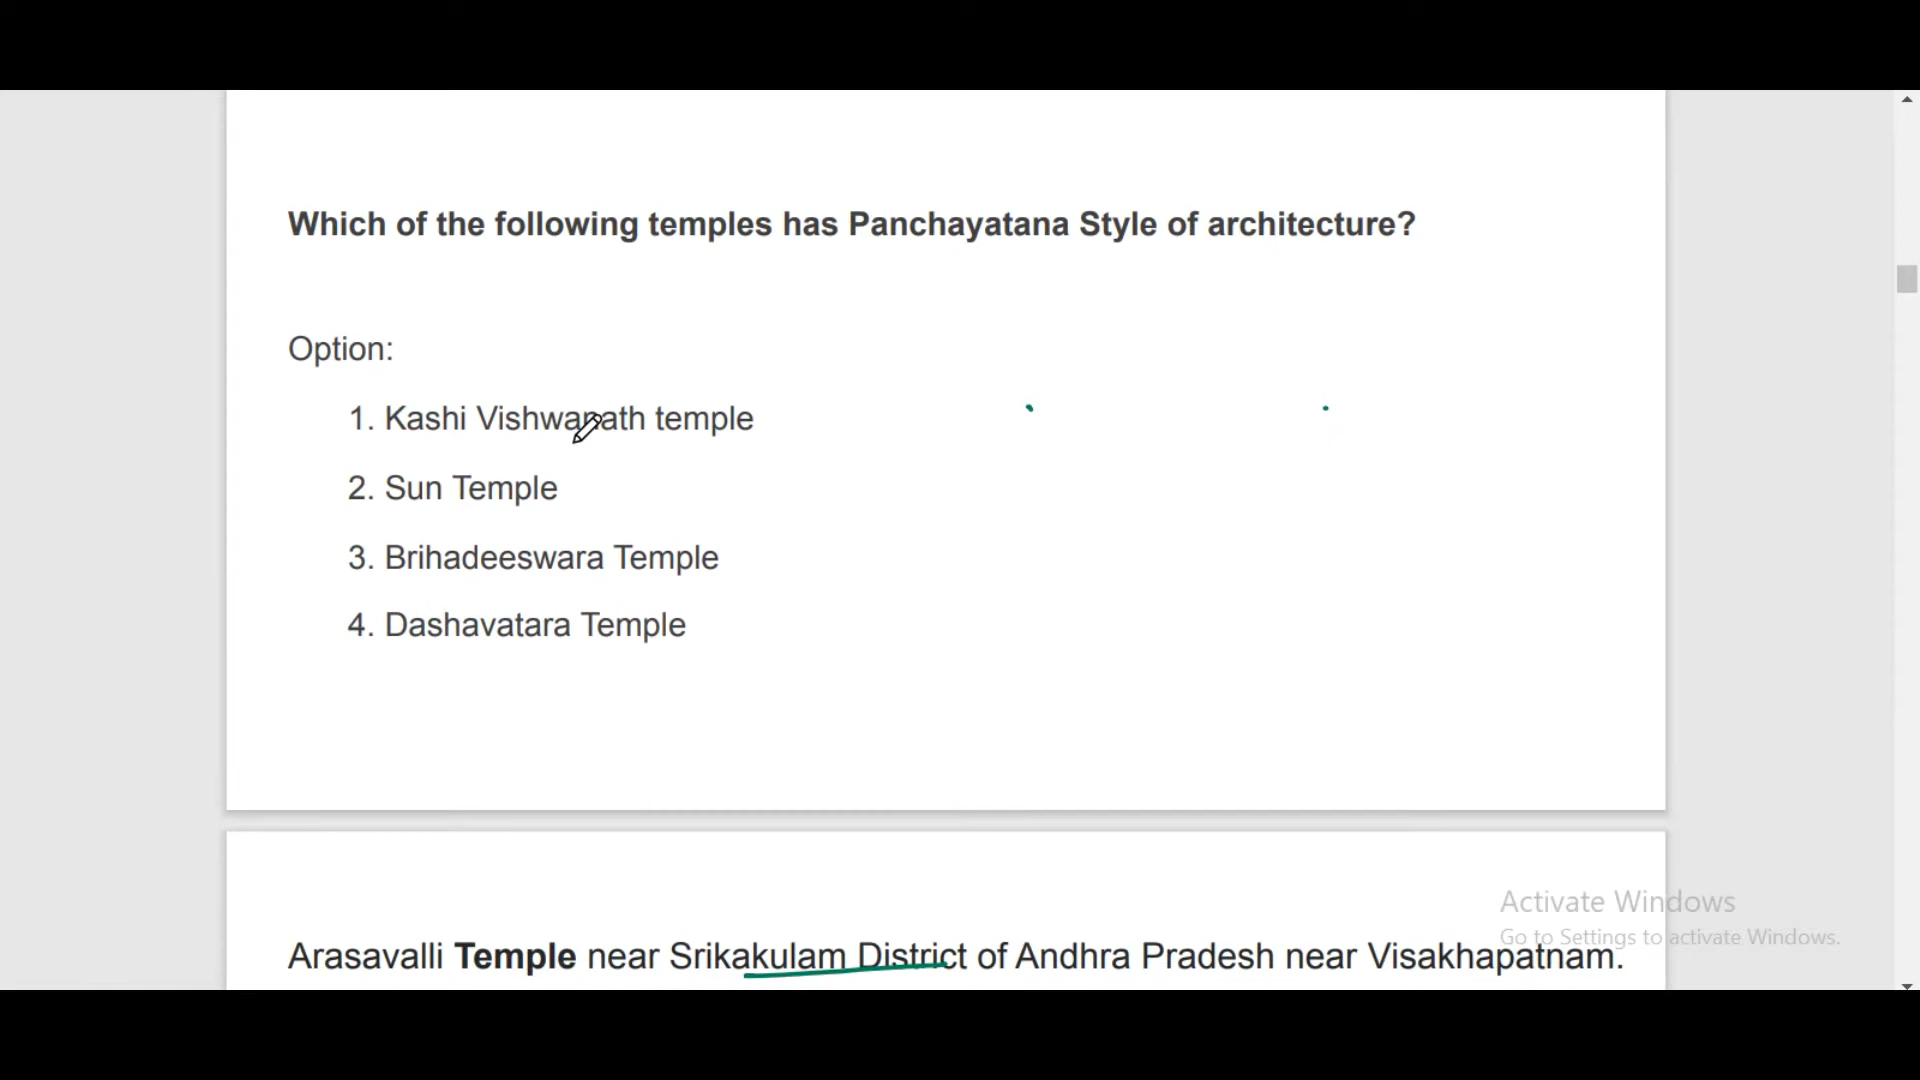 Which of the following temples has Panchayatana Style of architecture?
Option:
1. Kashi Vishwanath temple
2. Sun Temple
3. Brihadeeswara Temple
4. Dashavatara Temple
Activate Windows
Go to Settings to activate Windows.
Arasavalli Temple near Srikakulam District of Andhra Pradesh near Visakhapatnam.